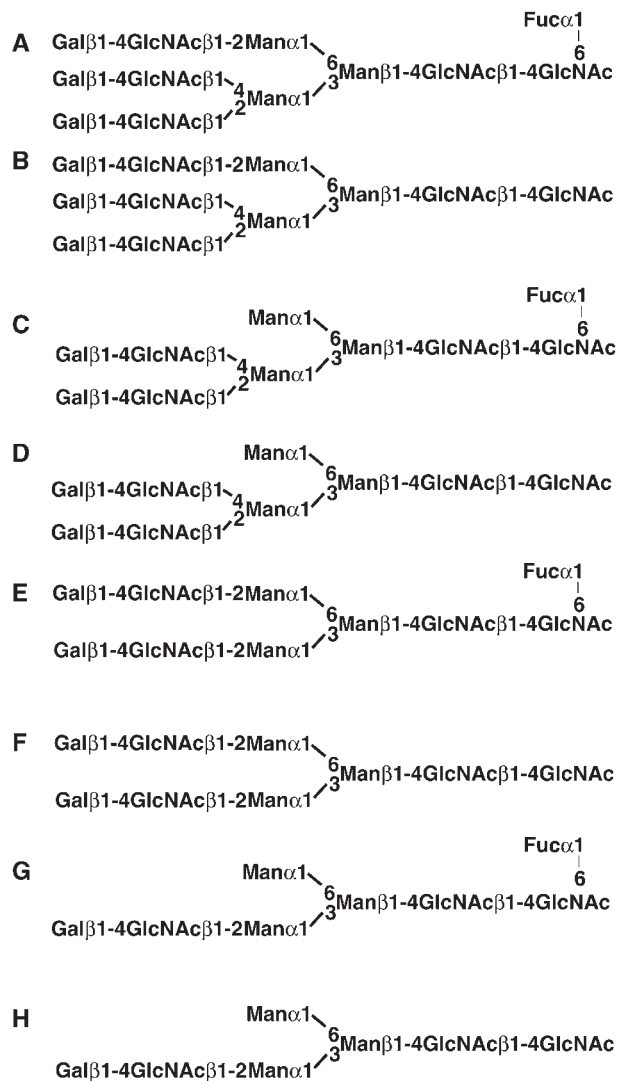 Fucα1
A Galβ1-4GlcNAcβ1-2Manα1 6
6 Manβ1-4GlcNAcβ1-4GlcNAc
Galβ1-4GlcNAcβ1 3
4 Manα1
2
Galβ1-4GlcNAcβ1
B Galβ1-4GlcNAcβ1-2Manα1
6 Manβ1-4GlcNAcβ1-4GlcNAc
Galβ1-4GlcNAcβ1 3
4 Manα1
2
Galβ1-4GlcNAcβ1
Fucα1
C Manα1 6
6 Manβ1-4GlcNAcβ1-4GlcNAc
Galβ1-4GlcNAcβ1 3
4 Manα1
2
Galβ1-4GlcNAcβ1
D Manα1
6 Manβ1-4GlcNAcβ1-4GlcNAc
Galβ1-4GlcNAcβ1 3
4 Manα1
2
Galβ1-4GlcNAcβ1
Fucα1
E Galβ1-4GlcNAcβ1-2Manα1 6
6 Manβ1-4GlcNAcβ1-4GlcNAc
3
Galβ1-4GlcNAcβ1-2Manα1
F Galβ1-4GlcNAcβ1-2Manα1
6 Manβ1-4GlcNAcβ1-4GlcNAc
3
Galβ1-4GlcNAcβ1-2Manα1
Fucα1
G Manα1 6
6 Manβ1-4GlcNAcβ1-4GlcNAc
3
Galβ1-4GlcNAcβ1-2Manα1
H Manα1
6 Manβ1-4GlcNAcβ1-4GlcNAc
3
Galβ1-4GlcNAcβ1-2Manα1